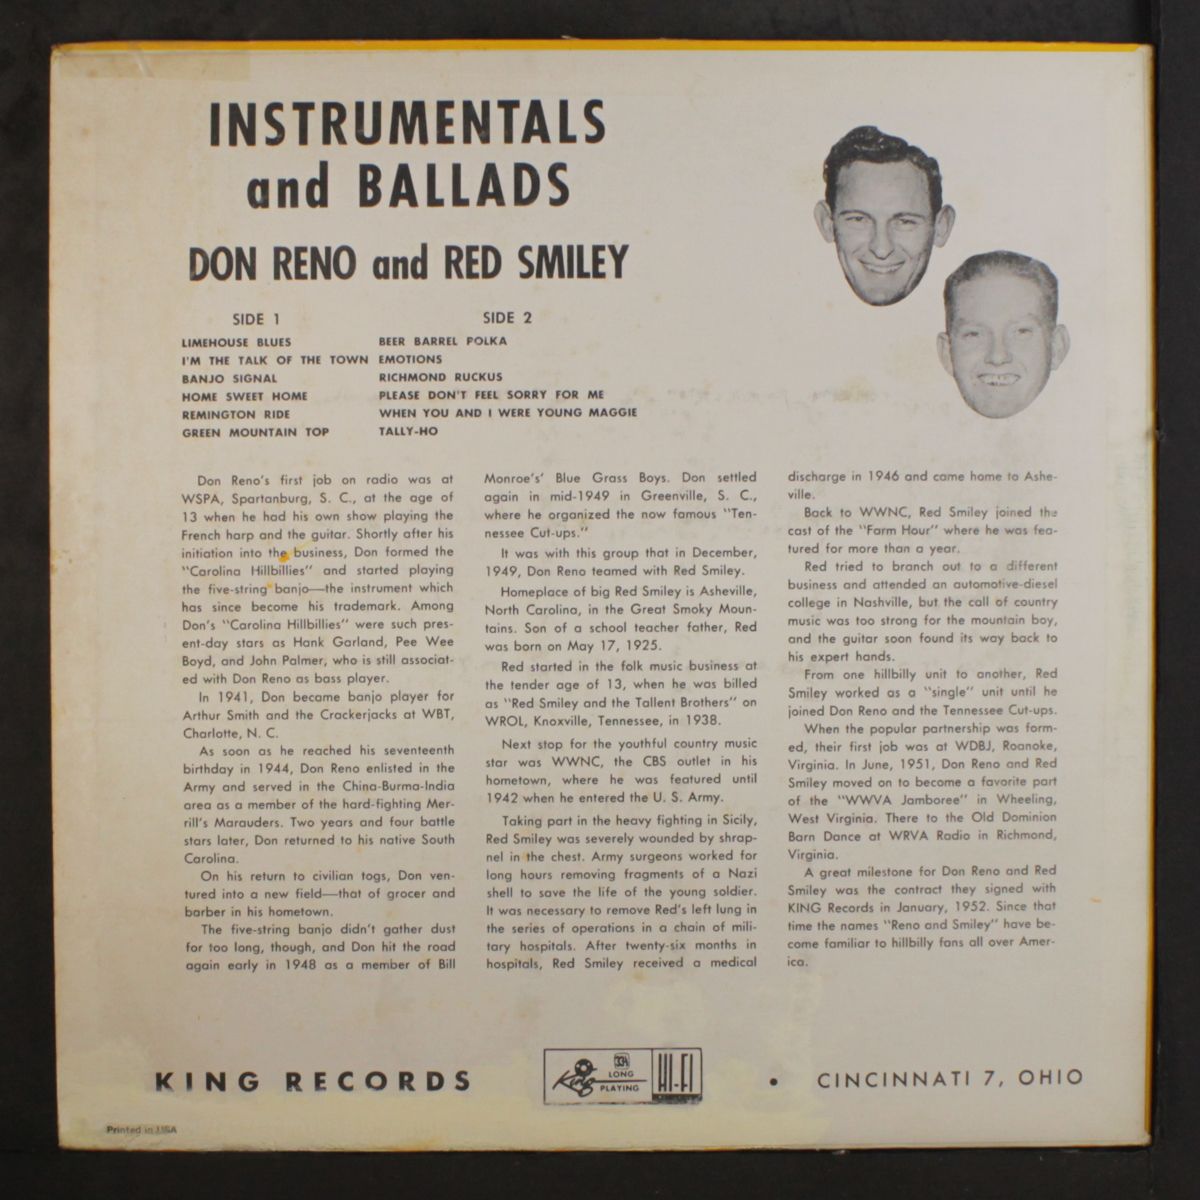 INSTRUMENTALS
and BALLADS
DON RENO and RED SMILEY
SIDE 1
LIMEHOUSE BLUES
I'M THE TALK OF THE TOWN
BANJO SIGNAL
HOME SWEET HOME
REMINGTON RIDE
GREEN MOUNTAIN TOP
SIDE 2
BEER BARREL POLKA
EMOTIONS
RICHMOND RUCKUS
PLEASE DON'T FEEL SORRY FOR ME
WHEN YOU AND I WERE YOUNG MAGGIE
TALLY-HO
Don Reno's first job on radio was at
WSPA, Spartanburg, S. C., at the age of
13 when he had his own show playing the
French harp and the guitar. Shortly after his
initiation into the business, Don formed the
"Carolina Hillbillies" and started playing
the five-string banjo—the instrument which
has since become his trademark. Among
Don's "Carolina Hillbillies" were such pres-
ent-day stars as Hank Garland, Pee Wee
Boyd, and John Palmer, who is still associat-
ed with Don Reno as bass player.
In 1941, Don became banjo player for
Arthur Smith and the Crackerjacks at WBT,
Charlotte, N. C.
As soon as he reached his seventeenth
birthday in 1944, Don Reno enlisted in the
Army and served in the China-Burma-India
area as a member of the hard-fighting Mer-
rill's Marauders. Two years and four battle
stars later, Don returned to his native South
Carolina.
On his return to civilian togs, Don ven-
tured into a new field—that of grocer and
barber in his hometown.
The five-string banjo didn't gather dust
for too long, though, and Don hit the road
again early in 1948 as a member of Bill
Monroe's' Blue Grass Boys. Don settled
again in mid-1949 in Greenville, S. C.,
where he organized the now famous "Ten-
nessee Cut-ups."
It was with this group that in December,
1949, Don Reno teamed with Red Smiley.
Homeplace of big Red Smiley is Asheville,
North Carolina, in the Great Smoky Moun-
tains. Son of a school teacher father, Red
was born on May 17, 1925.
Red started in the folk music business at
the tender age of 13, when he was billed
as "Red Smiley and the Tallent Brothers" on
WROL, Knoxville, Tennessee, in 1938.
Next stop for the youthful country music
star was WWNC, the CBS outlet in his
hometown, where he was featured until
1942 when he entered the U. S. Army.
Taking part in the heavy fighting in Sicily,
Red Smiley was severely wounded by shrap-
nel in the chest. Army surgeons worked for
long hours removing fragments of a Nazi
shell to save the life of the young soldier.
It was necessary to remove Red's left lung in
the series of operations in a chain of mili-
tary hospitals. After twenty-six months in
hospitals, Red Smiley received a medical
discharge in 1946 and came home to Ashe-
ville.
Back to WWNC, Red Smiley joined the
cast of the "Farm Hour" where he was fea-
tured for more than a year.
Red tried to branch out to a different
business and attended an automotive-diesel
college in Nashville, but the call of country
music was too strong for the mountain boy,
and the guitar soon found its way back to
his expert hands.
From one hillbilly unit to another, Red
Smiley worked as a "single" unit until he
joined Don Reno and the Tennessee Cut-ups.
When the popular partnership was form-
ed, their first job was at WDBJ, Roanoke,
Virginia. In June, 1951, Don Reno and Red
Smiley moved on to become a favorite part
of the "WWVA Jamboree" in Wheeling,
West Virginia. There to the Old Dominion
Barn Dance at WRVA Radio in Richmond,
Virginia.
A great milestone for Don Reno and Red
Smiley was the contract they signed with
KING Records in January, 1952. Since that
time the names "Reno and Smiley" have be-
come familiar to hillbilly fans all over Amer-
ica.
KING RECORDS
King
LONG
PLAYING
HI-FI
• CINCINNATI 7, OHIO
Printed in USA